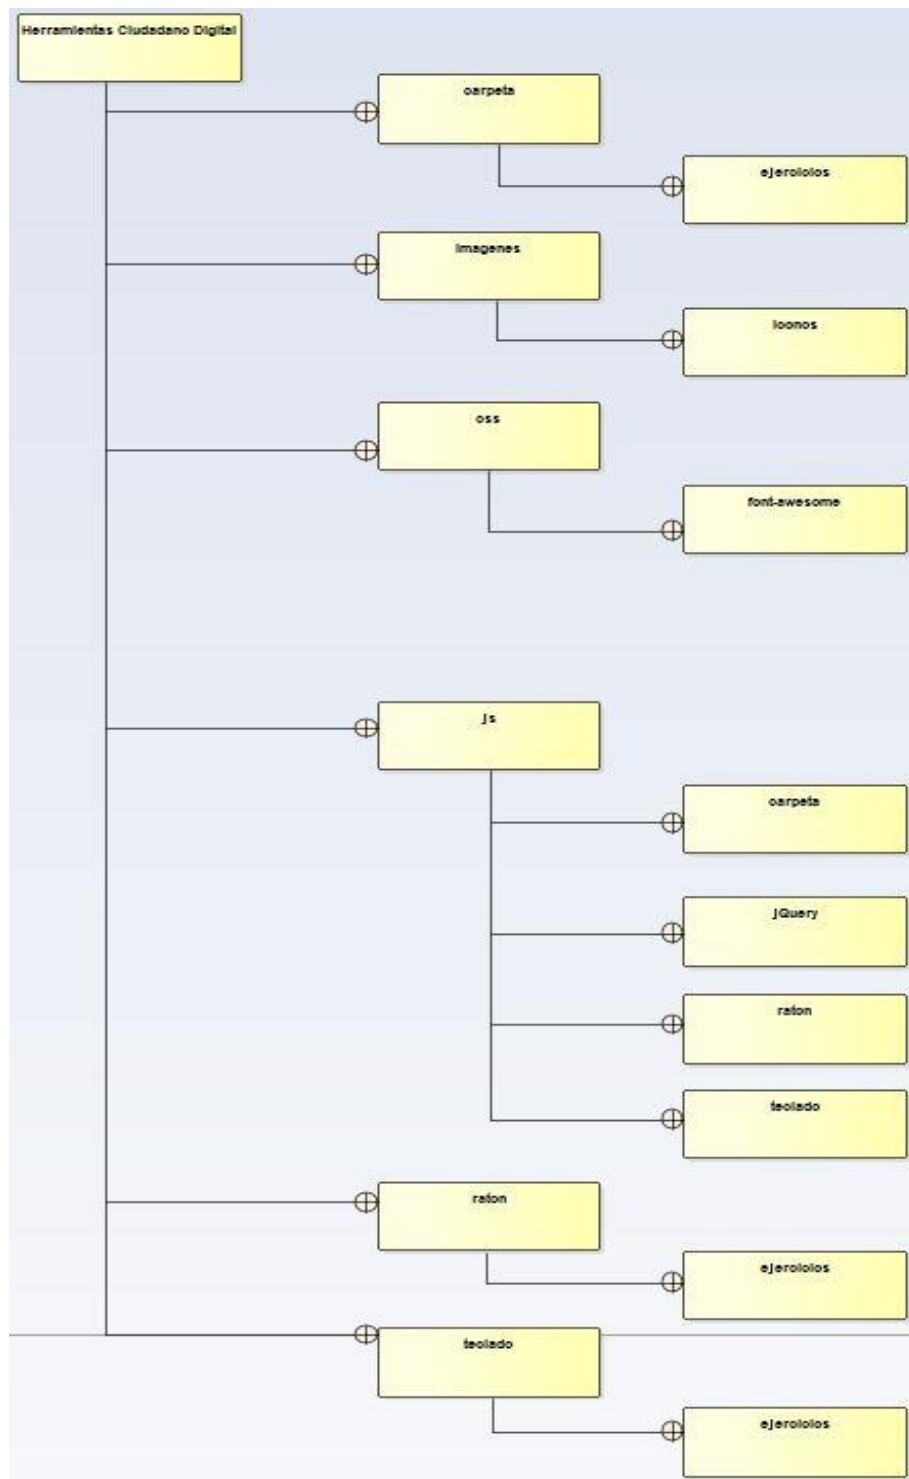 Herramientas Ciudadano Digital
carpeta
ejercicios
imagenes
iconos
css
font-awesome
js
carpeta
jQuery
raton
teclado
raton
ejercicios
teclado
ejercicios